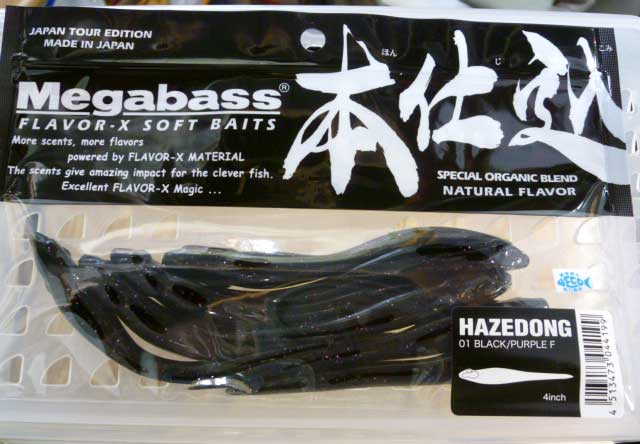 JAPAN TOUR EDITION
MADE IN JAPAN
Megabass®
FLAVOR-X SOFT BAITS
More scents, more flavors
powered by FLAVOR-X MATERIAL
The scents give amazing impact for the clever fish.
Excellent FLAVOR-X Magic ...
ほん じ こみ
本仕込
SPECIAL ORGANIC BLEND
NATURAL FLAVOR
ECO
HAZEDONG
01 BLACK/PURPLE F
4inch
4 513473 044194